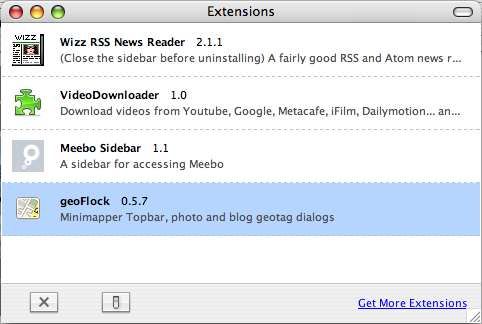 Extensions
WIZZ
Wizz RSS News Reader 2.1.1
(Close the sidebar before uninstalling) A fairly good RSS and Atom news r...
VideoDownloader 1.0
Download videos from Youtube, Google, Metacafe, iFilm, Dailymotion... an...
Meebo Sidebar 1.1
A sidebar for accessing Meebo
geoFlock 0.5.7
Minimapper Topbar, photo and blog geotag dialogs
Get More Extensions